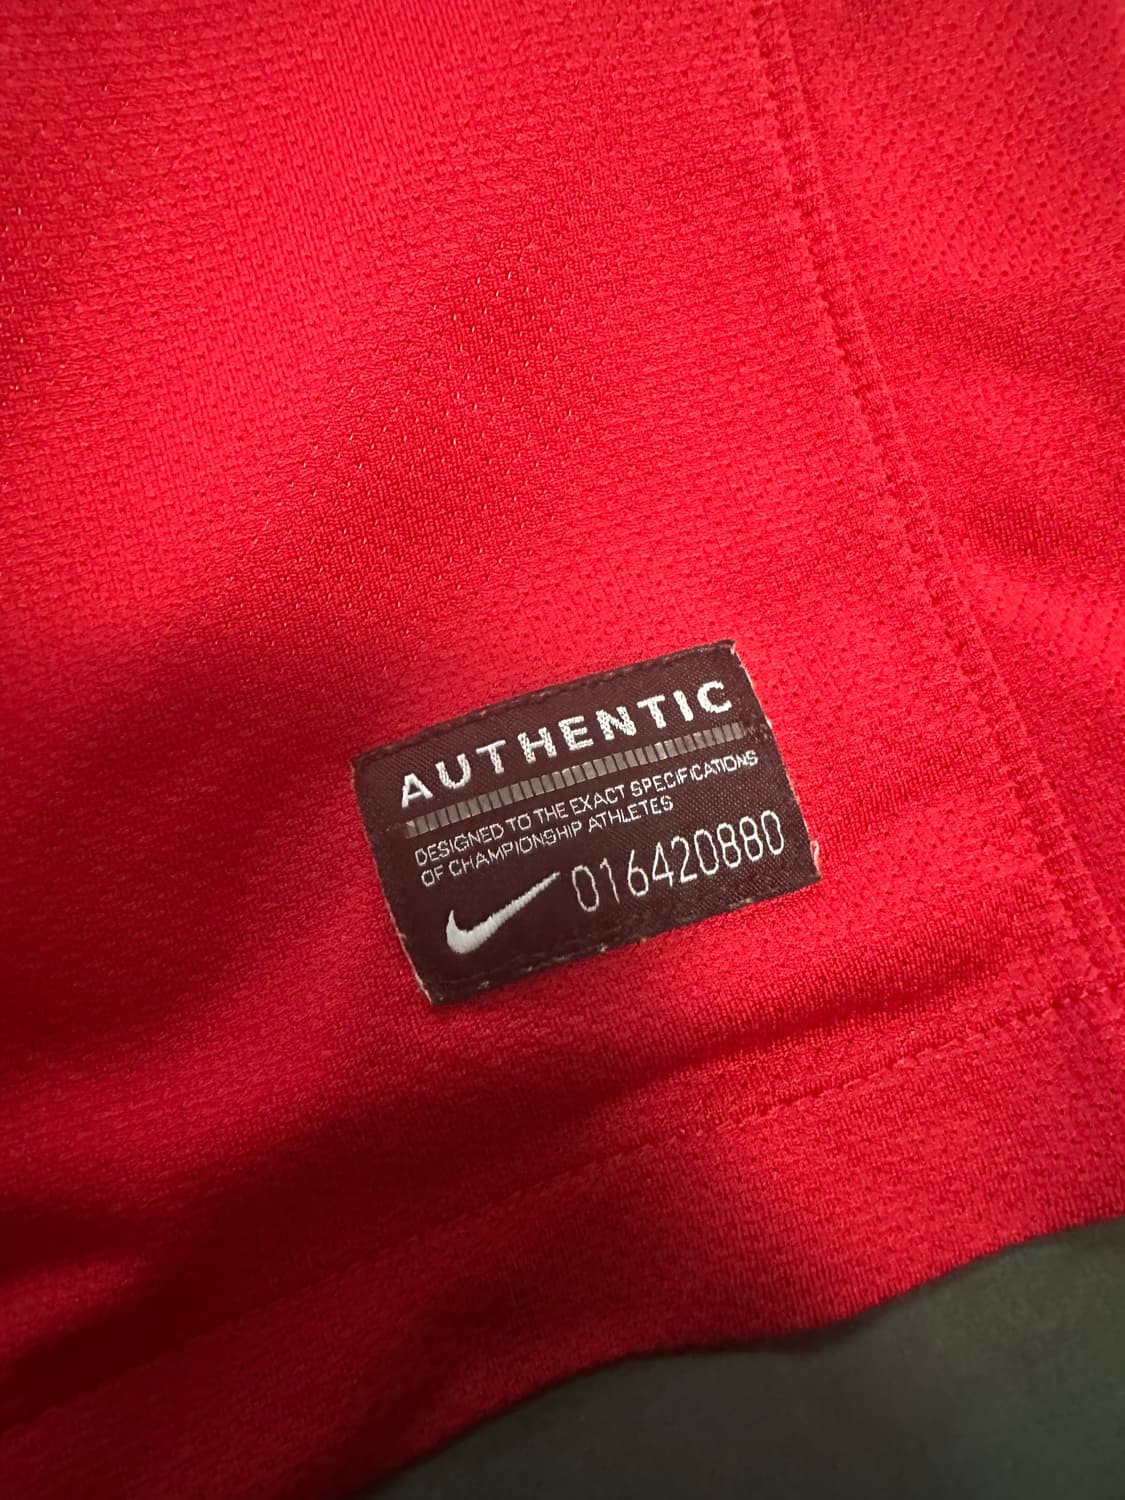 AUTHENTIC
DESIGNED TO THE EXACT SPECIFICATIONS
OF CHAMPIONSHIP ATHLETES
016420880